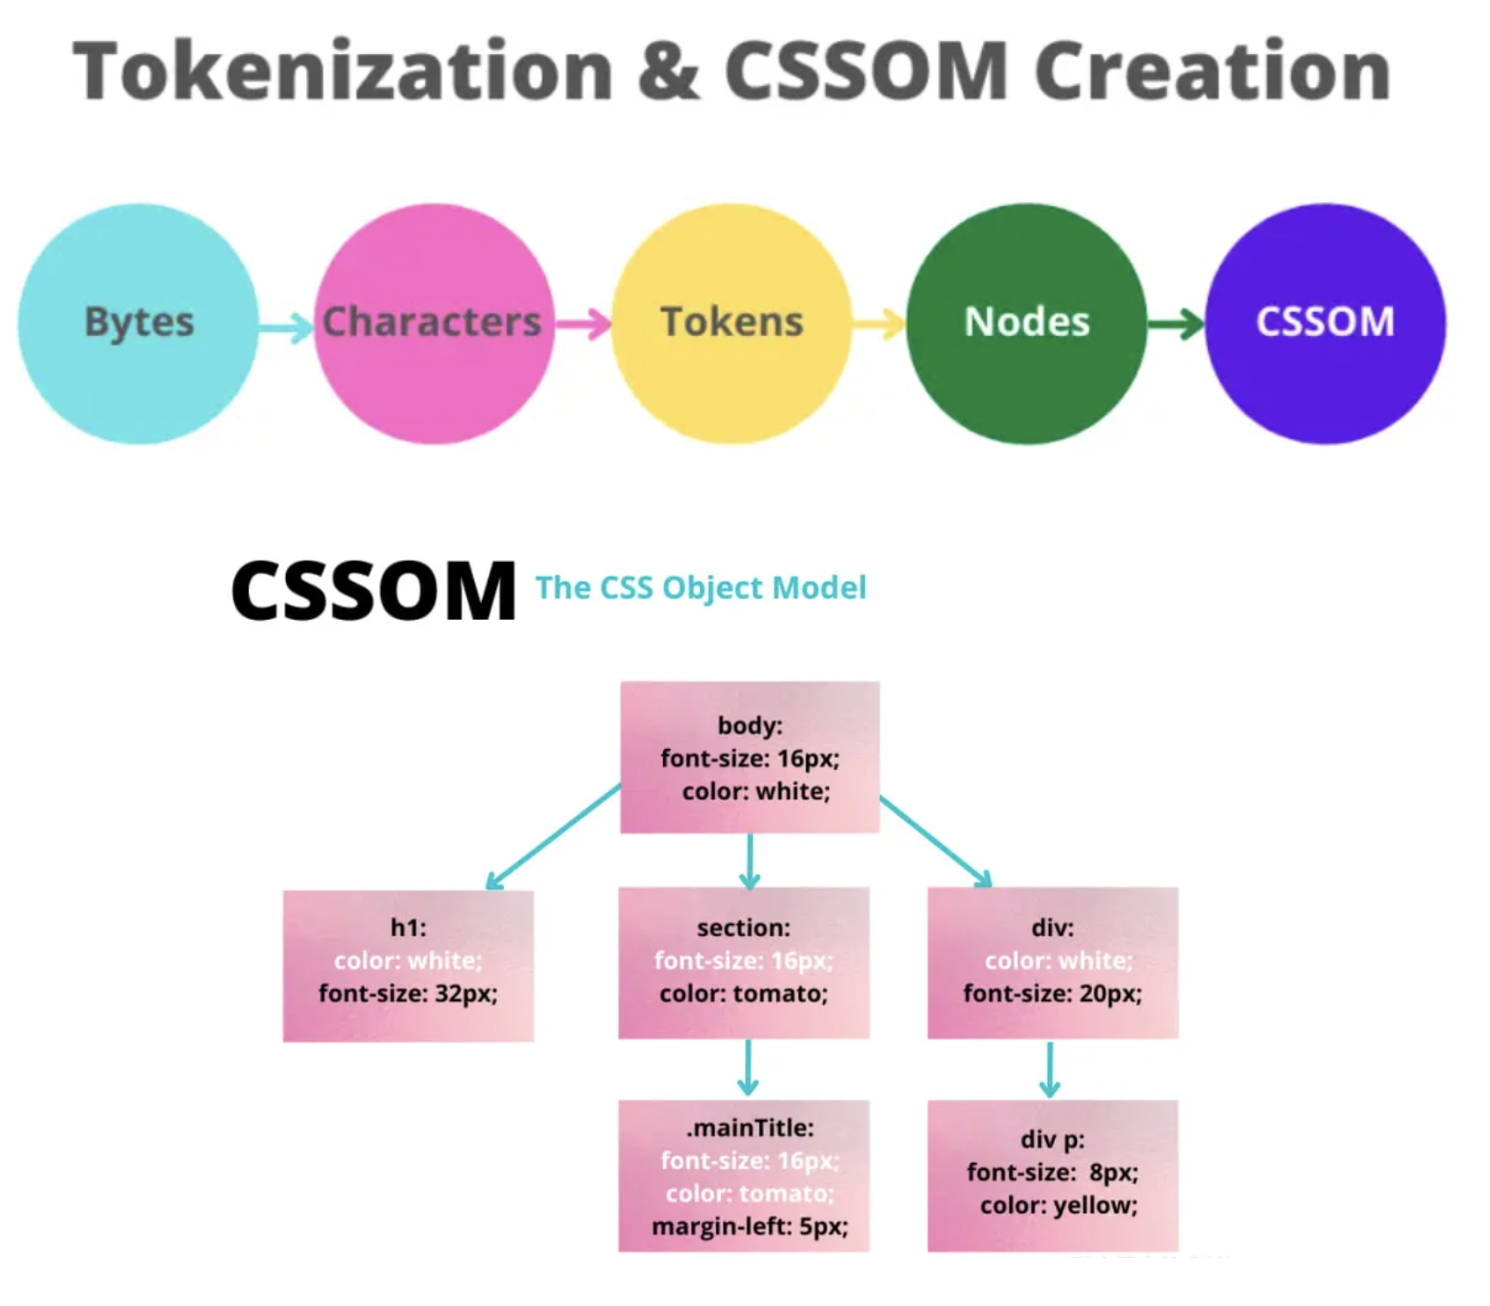 Tokenization & CSSOM Creation
Bytes
Characters
Tokens
Nodes
CSSOM
CSSOM
The CSS Object Model
body:
font-size: 16px;
color: white;
h1:
color: white;
font-size: 32px;
section:
font-size: 16px;
color: tomato;
div:
color: white;
font-size: 20px;
.mainTitle:
font-size: 16px;
color: tomato;
margin-left: 5px;
div p:
font-size: 8px;
color: yellow;